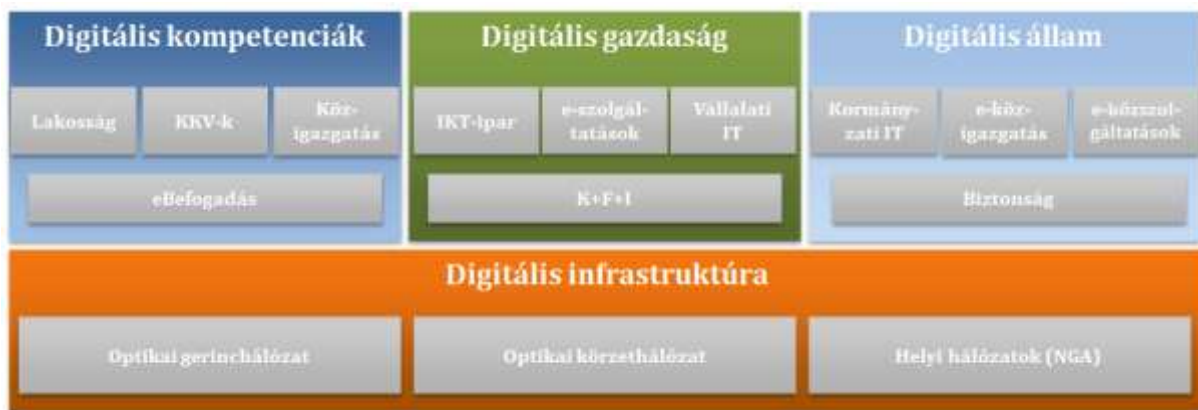 Digitális kompetenciák
Lakosság
KKV-k
Köz-
igazgatás
eBefogadás
Digitális gazdaság
IKT-ipar
e-szolgál-
tatások
Vállalati
IT
K+F+I
Digitális állam
Kormány-
zati IT
e-köz-
igazgatás
e-közszol-
gáltatások
Biztonság
Digitális infrastruktúra
Optikai gerinchálózat
Optikai körzethálózat
Helyi hálózatok (NGA)